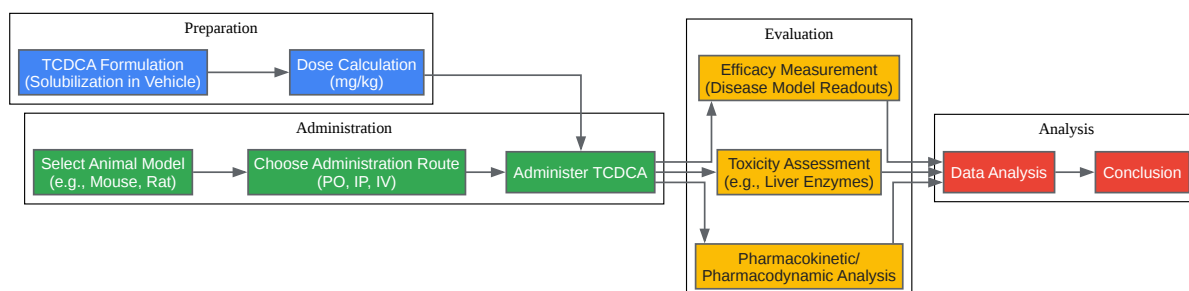 Preparation
TCDCA Formulation
(Solubilization in Vehicle)
Dose Calculation
(mg/kg)
Administration
Select Animal Model
(e.g., Mouse, Rat)
Choose Administration Route
(PO, IP, IV)
Administer TCDCA
Evaluation
Efficacy Measurement
(Disease Model Readouts)
Toxicity Assessment
(e.g., Liver Enzymes)
Pharmacokinetic/
Pharmacodynamic Analysis
Analysis
Data Analysis
Conclusion